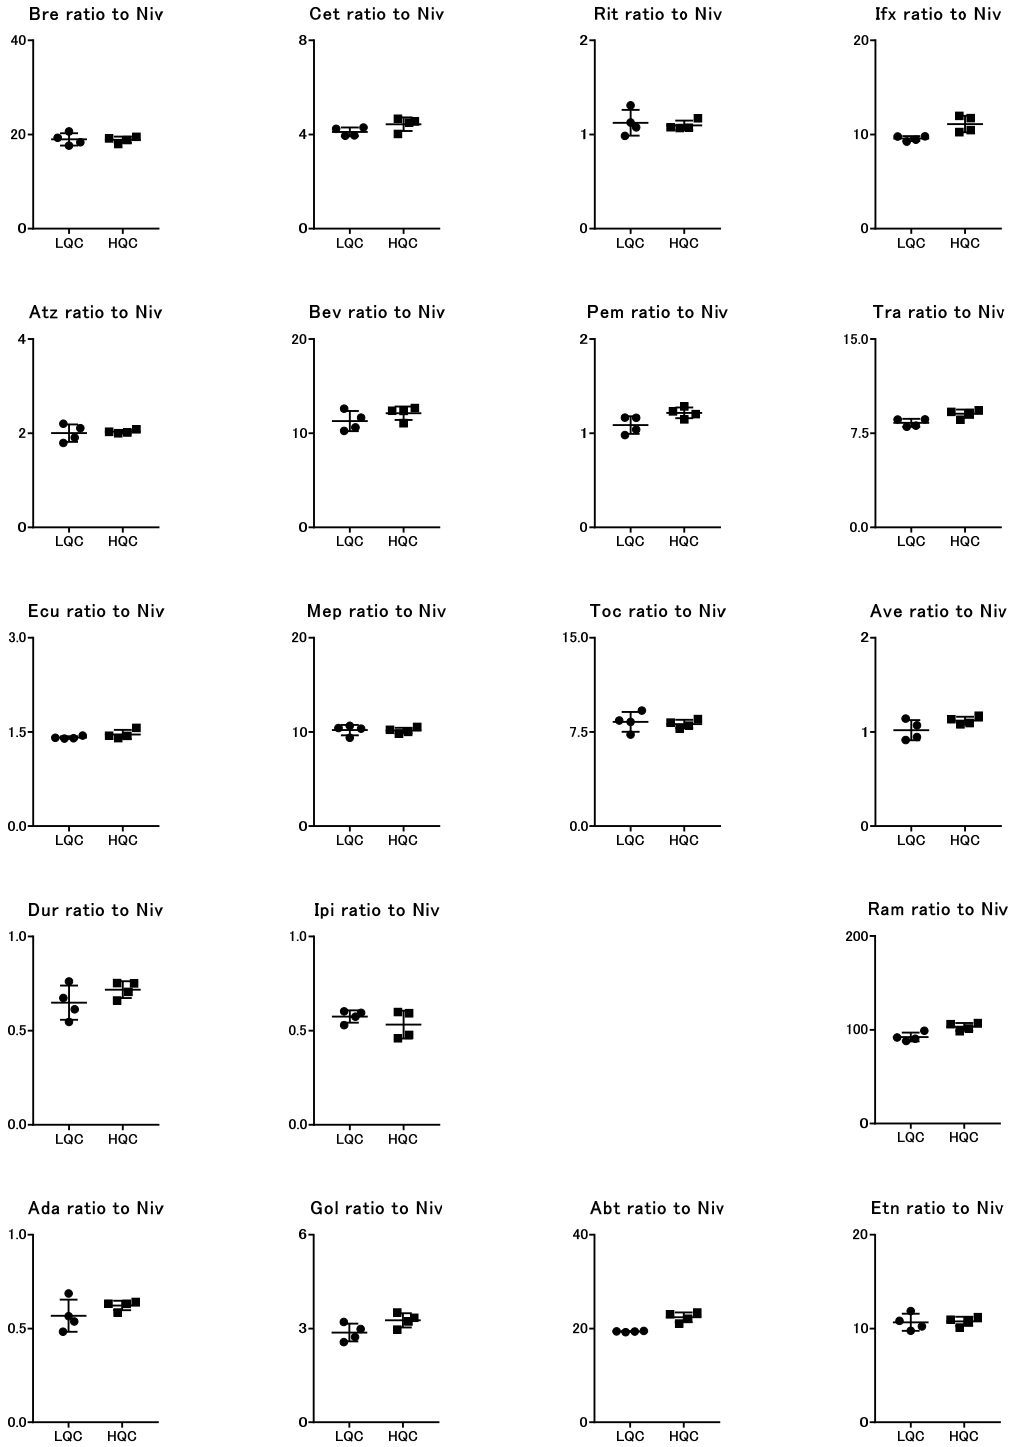 Bre ratio to Niv Cet ratio to Niv Rit ratio to Niv Ifx ratio to Niv
40 8 2 20
20 4 1 10
0 0 0 0
LQC HQC LQC HQC LQC HQC LQC HQC
Atz ratio to Niv Bev ratio to Niv Pem ratio to Niv Tra ratio to Niv
4 20 2 15.0
2 10 1 7.5
0 0 0 0.0
LQC HQC LQC HQC LQC HQC LQC HQC
Ecu ratio to Niv Mep ratio to Niv Toc ratio to Niv Ave ratio to Niv
3.0 20 15.0 2
1.5 10 7.5 1
0.0 0 0.0 0
LQC HQC LQC HQC LQC HQC LQC HQC
Dur ratio to Niv Ipi ratio to Niv Ram ratio to Niv
1.0 1.0 200
0.5 0.5 100
0.0 0.0 0
LQC HQC LQC HQC LQC HQC
Ada ratio to Niv Gol ratio to Niv Abt ratio to Niv Etn ratio to Niv
1.0 6 40 20
0.5 3 20 10
0.0 0 0 0
LQC HQC LQC HQC LQC HQC LQC HQC